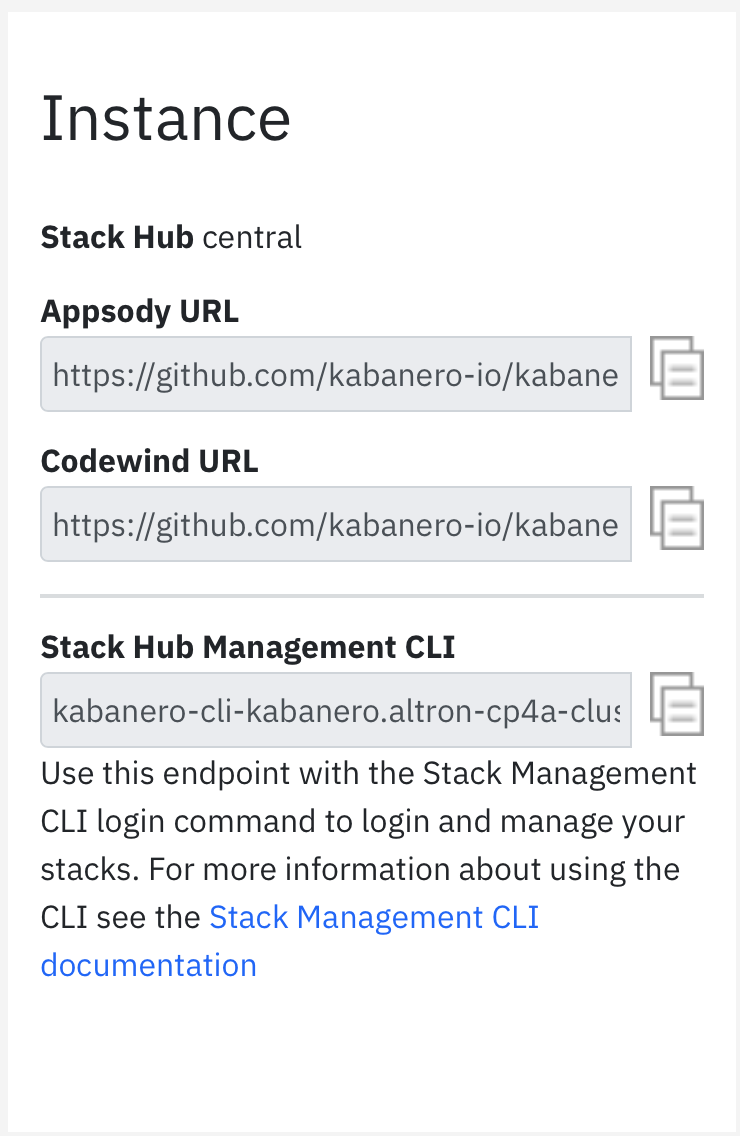 Instance
Stack Hub central
Appsody URL
https://github.com/kabanero-io/kabane
Codewind URL
https://github.com/kabanero-io/kabane
Stack Hub Management CLI
kabanero-cli-kabanero.altron-cp4a-clus
Use this endpoint with the Stack Management
CLI login command to login and manage your
stacks. For more information about using the
CLI see the Stack Management CLI
documentation